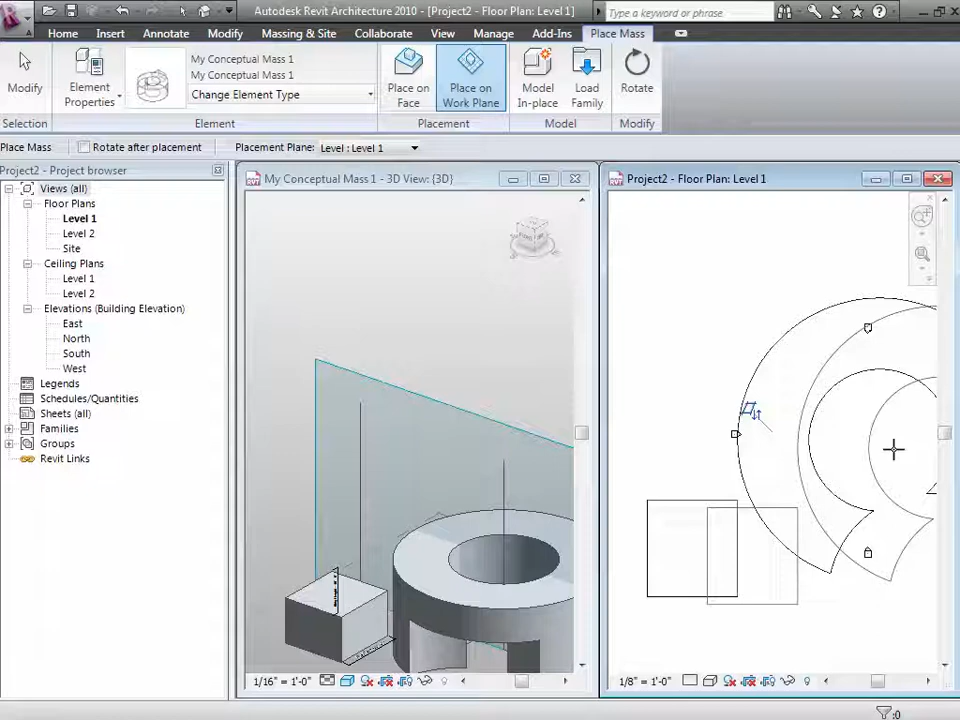 Autodesk Revit Architecture 2010 - [Project2 - Floor Plan: Level 1]
Type a keyword or phrase
Home Insert Annotate Modify Massing & Site Collaborate View Manage Add-Ins Place Mass
Modify
Element
Properties
My Conceptual Mass 1
My Conceptual Mass 1
Change Element Type
Place on
Face
Place on
Work Plane
Model
In-place
Load
Family
Rotate
Selection Element Placement Model Modify
Place Mass Rotate after placement Placement Plane: Level : Level 1
Project2 - Project browser
Views (all)
Floor Plans
Level 1
Level 2
Site
Ceiling Plans
Level 1
Level 2
Elevations (Building Elevation)
East
North
South
West
Legends
Schedules/Quantities
Sheets (all)
Families
Groups
Revit Links
My Conceptual Mass 1 - 3D View: {3D}
1/16" = 1'-0"
Project2 - Floor Plan: Level 1
1/8" = 1'-0"
:0